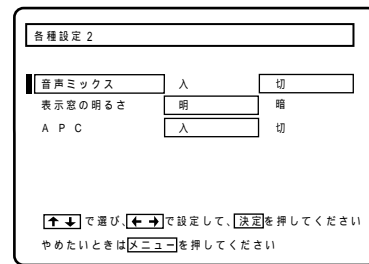 各種設定2
音声ミックス 入 切
表示窓の明るさ 明 暗
APC 入 切
↑↓で選び、←→で設定して、決定を押してください
やめたいときはメニューを押してください